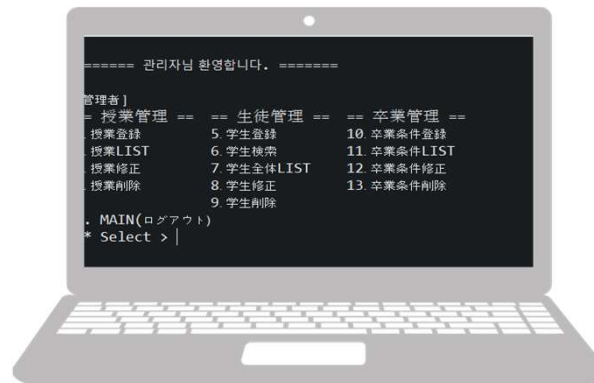 ====== 관리자님 환영합니다. =======
管理者]
= 授業管理 == == 生徒管理 == == 卒業管理 ==
. 授業登録 5. 学生登録 10. 卒業条件登録
. 授業LIST 6. 学生検索 11. 卒業条件LIST
. 授業修正 7. 学生全体LIST 12. 卒業条件修正
. 授業削除 8. 学生修正 13. 卒業条件削除
9. 学生削除
. MAIN(ログアウト)
* Select >